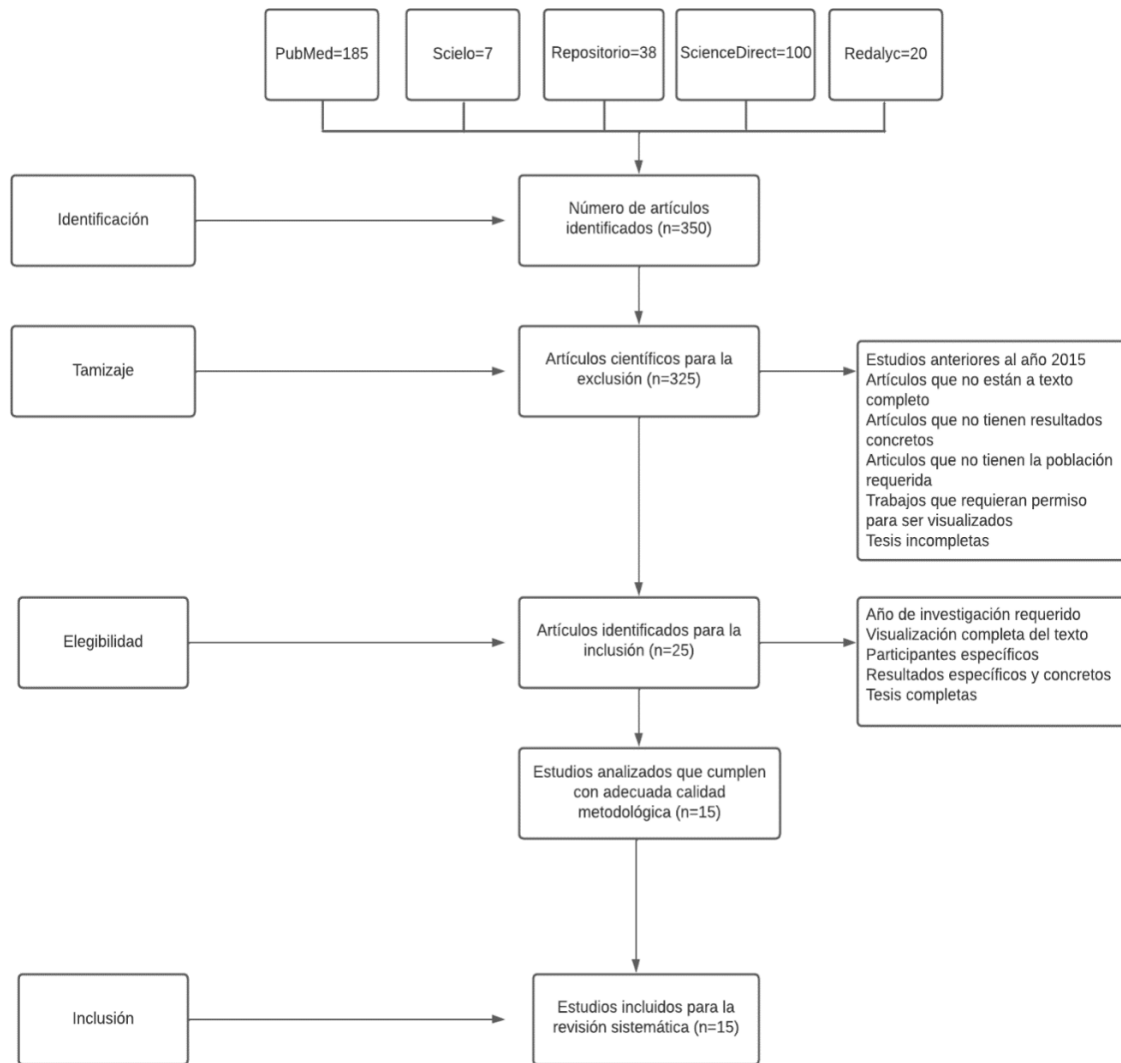 PubMed=185
Scielo=7
Repositorio=38
ScienceDirect=100
Redalyc=20
Identificación
Número de artículos
identificados (n=350)
Tamizaje
Artículos científicos para la
exclusión (n=325)
Estudios anteriores al año 2015
Artículos que no están a texto
completo
Artículos que no tienen resultados
concretos
Articulos que no tienen la población
requerida
Trabajos que requieran permiso
para ser visualizados
Tesis incompletas
Elegibilidad
Artículos identificados para la
inclusión (n=25)
Año de investigación requerido
Visualización completa del texto
Participantes específicos
Resultados específicos y concretos
Tesis completas
Estudios analizados que cumplen
con adecuada calidad
metodológica (n=15)
Inclusión
Estudios incluidos para la
revisión sistemática (n=15)